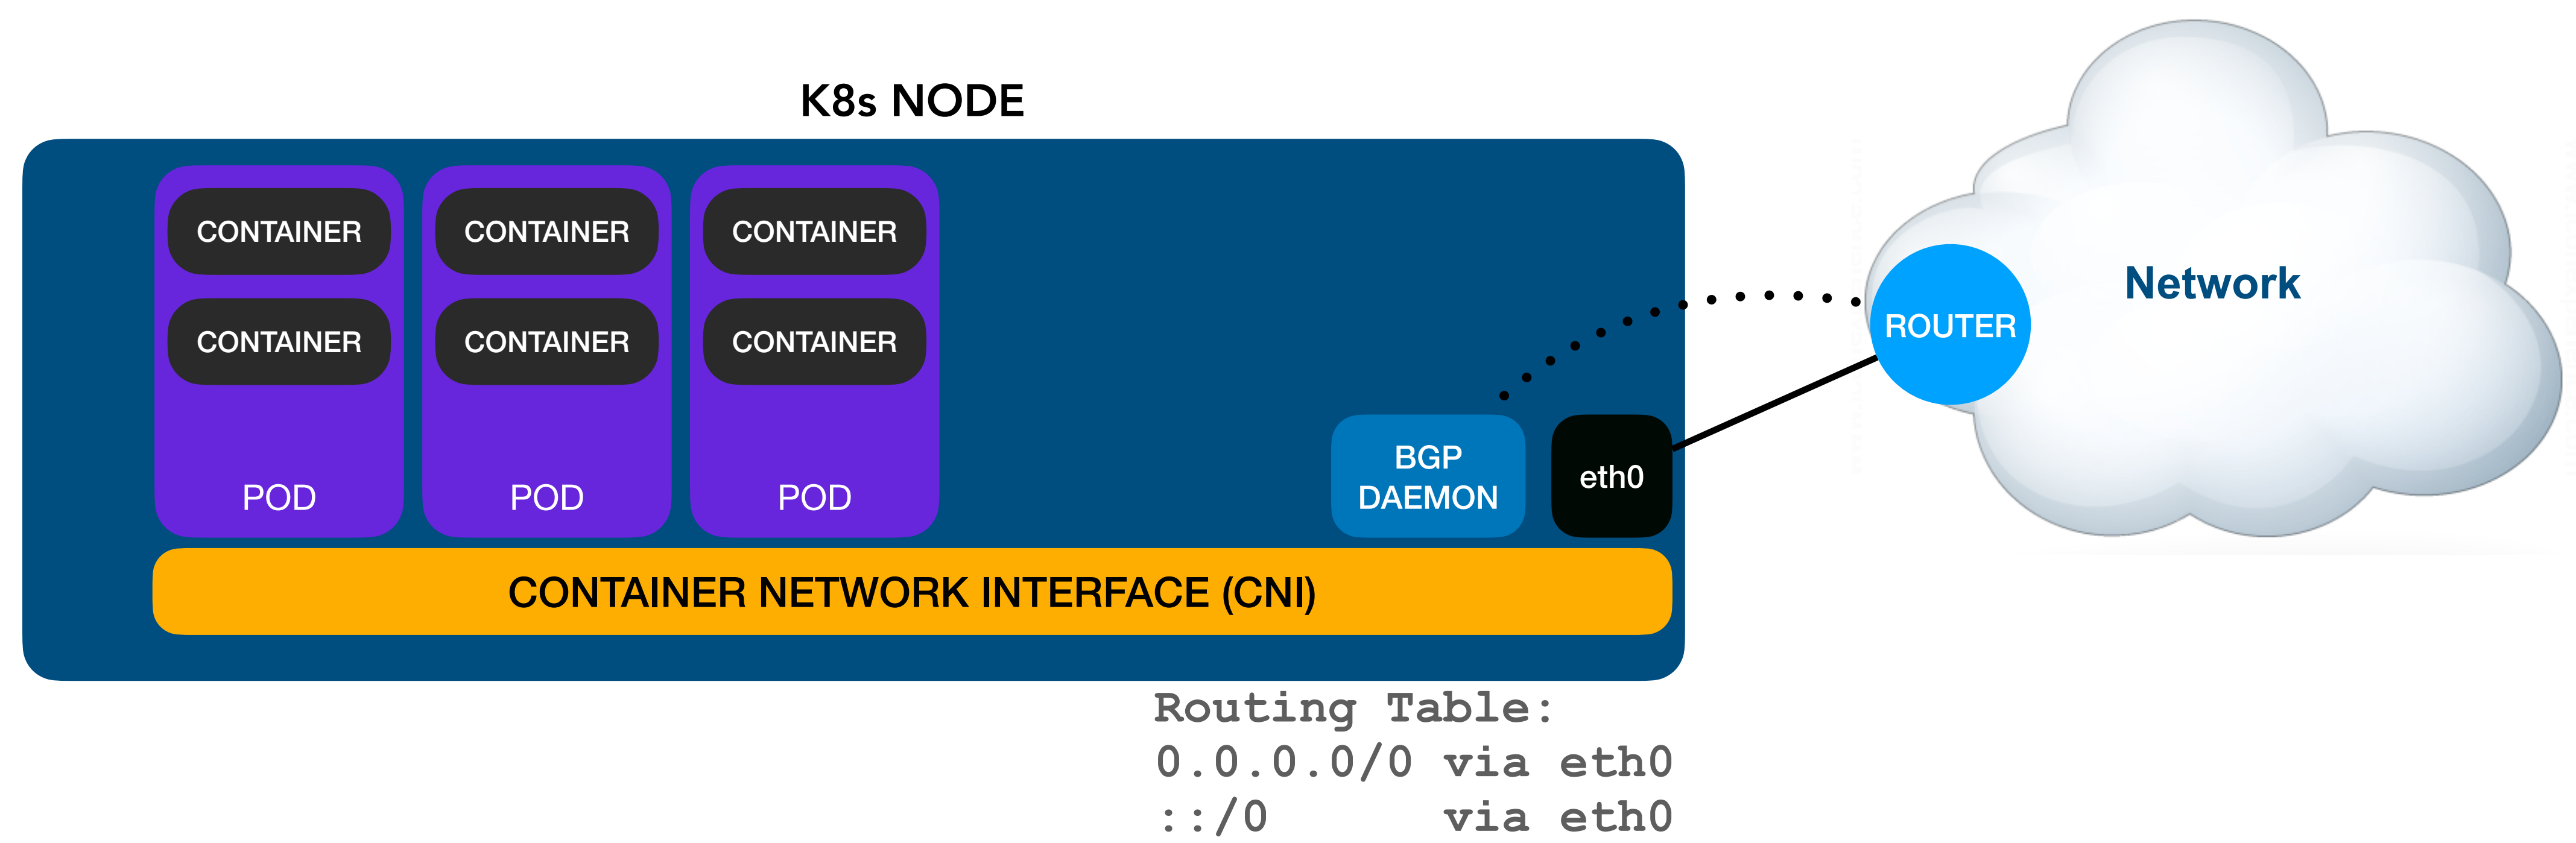 K8s NODE
CONTAINER CONTAINER CONTAINER
CONTAINER CONTAINER CONTAINER
POD POD POD
BGP
DAEMON
eth0
CONTAINER NETWORK INTERFACE (CNI)
ROUTER
Network
Routing Table:
0.0.0.0/0 via eth0
::/0 via eth0